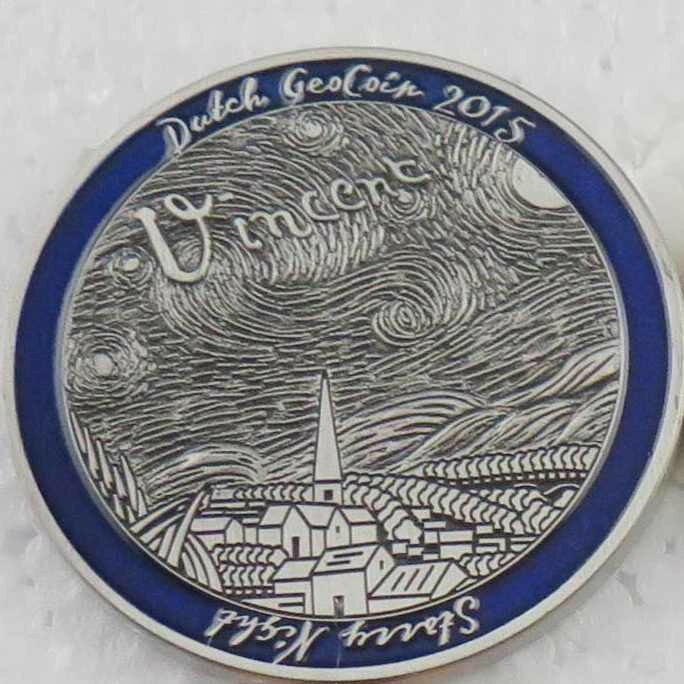 Dutch GeoCoin 2015
Vincent
Starry Night